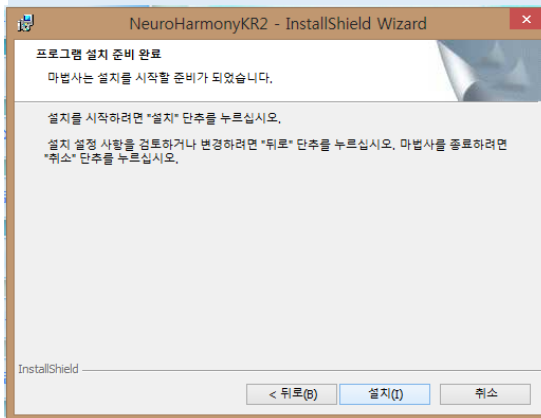 NeuroHarmonyKR2 - InstallShield Wizard
프로그램 설치 준비 완료
마법사는 설치를 시작할 준비가 되었습니다.
설치를 시작하려면 "설치" 단추를 누르십시오.
설치 설정 사항을 검토하거나 변경하려면 "뒤로" 단추를 누르십시오. 마법사를 종료하려면
"취소" 단추를 누르십시오.
InstallShield
< 뒤로(B) 설치(I) 취소